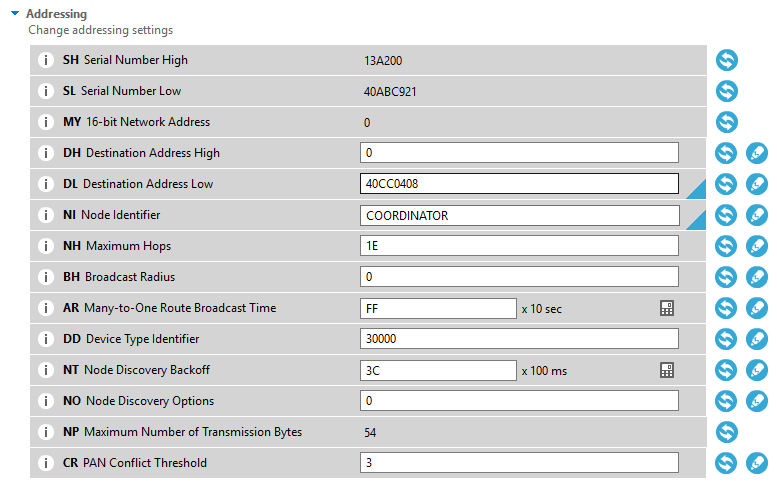 Addressing
Change addressing settings
i SH Serial Number High 13A200
i SL Serial Number Low 40ABC921
i MY 16-bit Network Address 0
i DH Destination Address High 0
i DL Destination Address Low 40CC0408
i NI Node Identifier COORDINATOR
i NH Maximum Hops 1E
i BH Broadcast Radius 0
i AR Many-to-One Route Broadcast Time FF x 10 sec
i DD Device Type Identifier 30000
i NT Node Discovery Backoff 3C x 100 ms
i NO Node Discovery Options 0
i NP Maximum Number of Transmission Bytes 54
i CR PAN Conflict Threshold 3